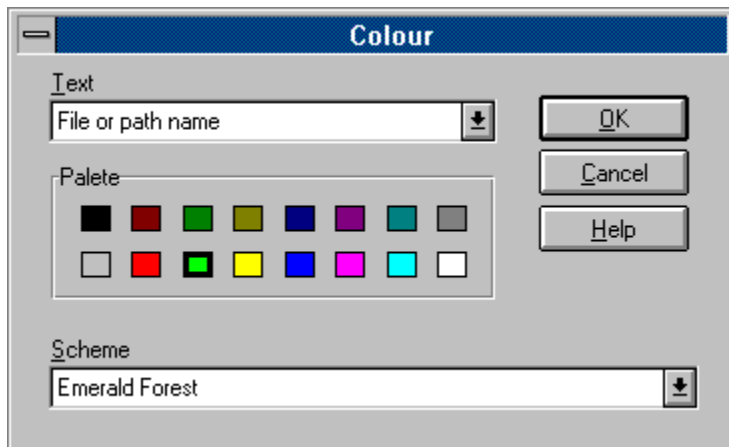 Colour
Text
File or path name
OK
Palete
Cancel
Help
Scheme
Emerald Forest